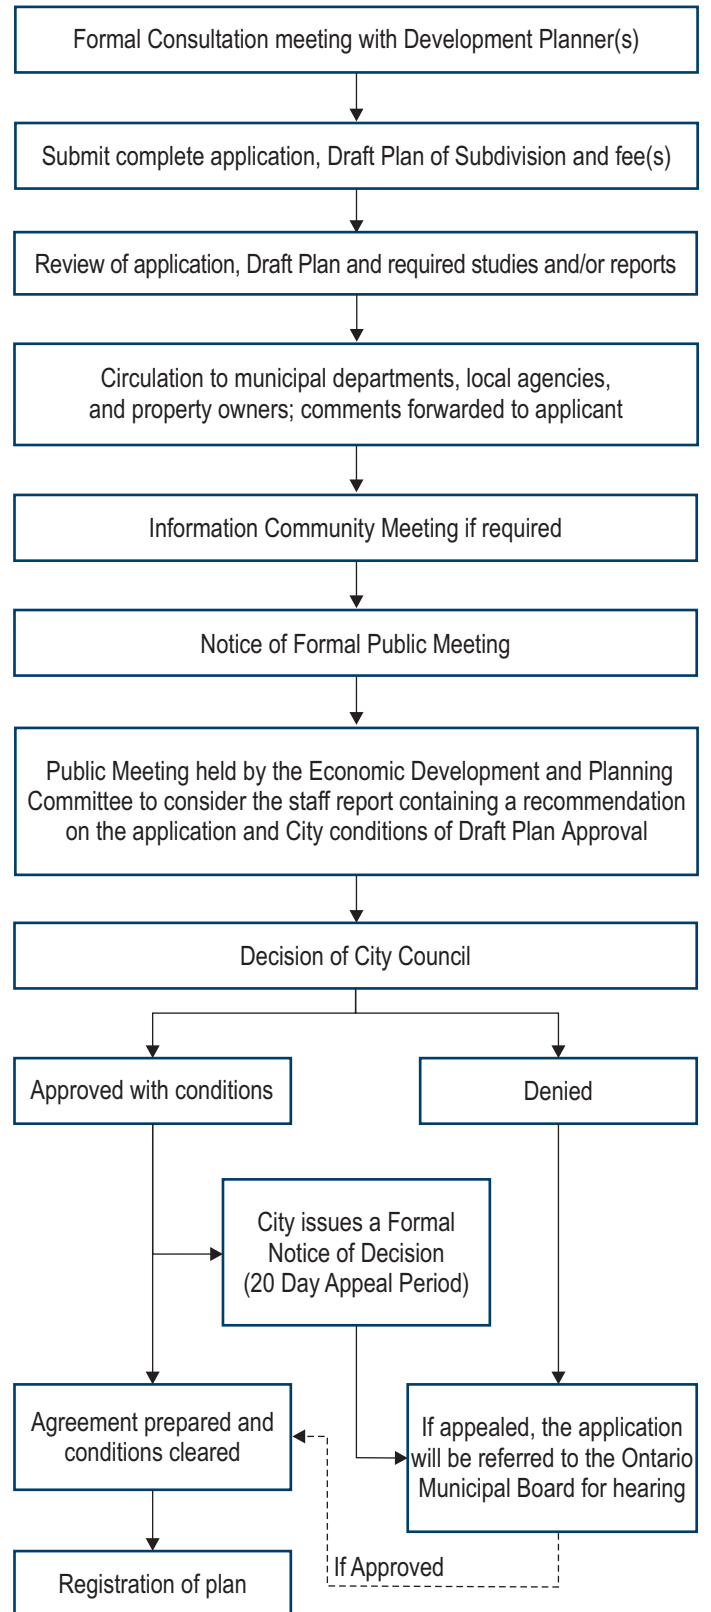 Formal Consultation meeting with Development Planner(s)
Submit complete application, Draft Plan of Subdivision and fee(s)
Review of application, Draft Plan and required studies and/or reports
Circulation to municipal departments, local agencies,
and property owners; comments forwarded to applicant
Information Community Meeting if required
Notice of Formal Public Meeting
Public Meeting held by the Economic Development and Planning
Committee to consider the staff report containing a recommendation
on the application and City conditions of Draft Plan Approval
Decision of City Council
Approved with conditions
Denied
City issues a Formal
Notice of Decision
(20 Day Appeal Period)
Agreement prepared and
conditions cleared
If appealed, the application
will be referred to the Ontario
Municipal Board for hearing
If Approved
Registration of plan